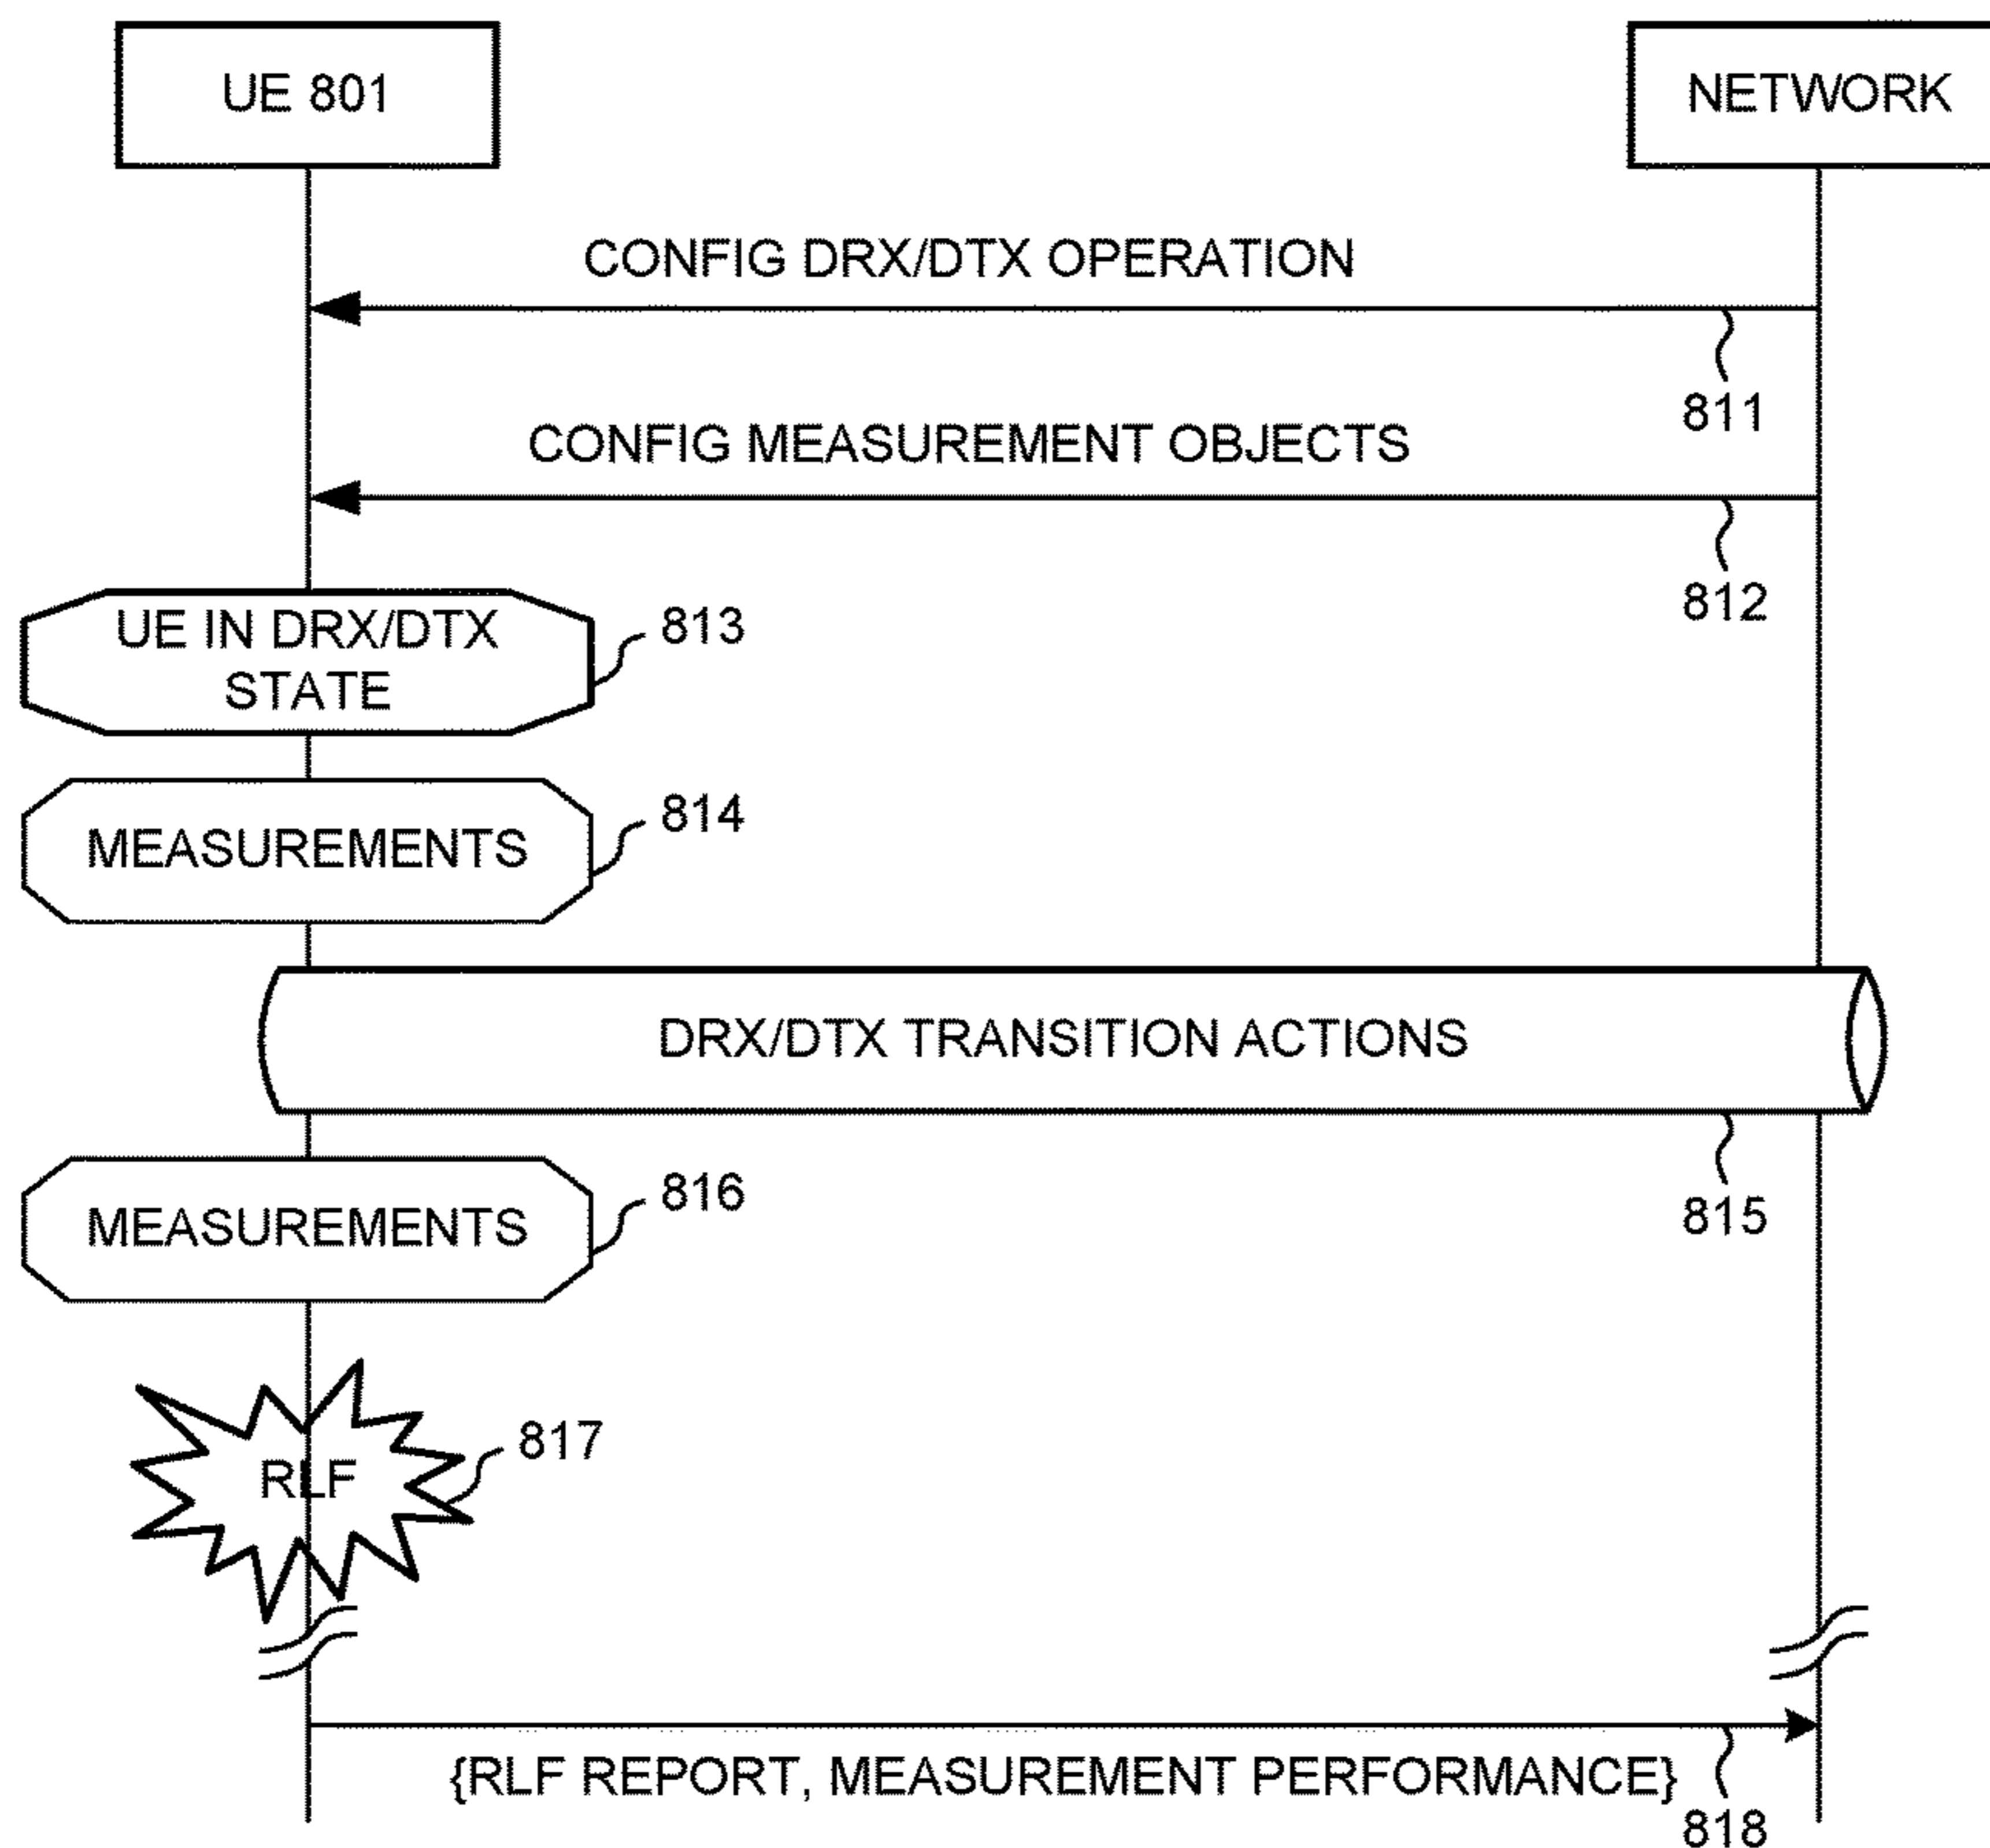 UE 801
NETWORK
CONFIG DRX/DTX OPERATION
811
CONFIG MEASUREMENT OBJECTS
812
UE IN DRX/DTX
STATE
813
MEASUREMENTS
814
DRX/DTX TRANSITION ACTIONS
815
MEASUREMENTS
816
RLF
817
{RLF REPORT, MEASUREMENT PERFORMANCE}
818